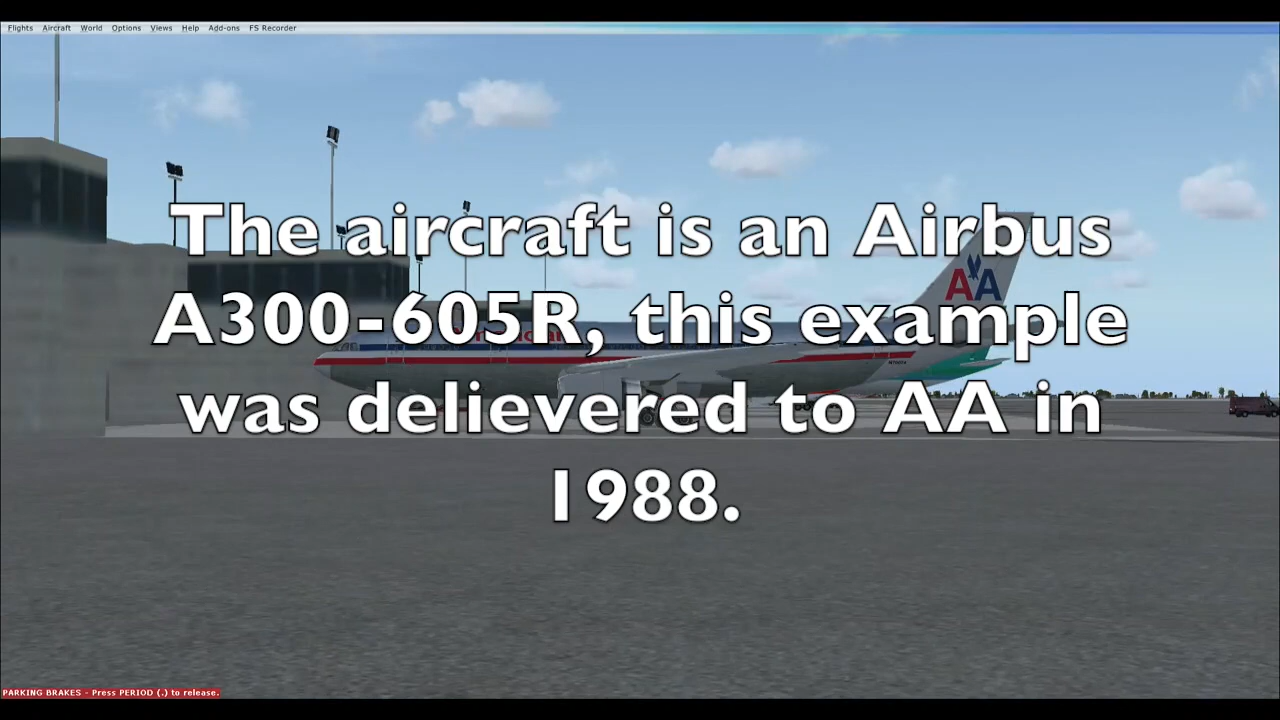 Flights Aircraft World Options Views Help Add-ons FS Recorder
The aircraft is an Airbus
A300-605R, this example
was delievered to AA in
1988.
AA
PARKING BRAKES - Press PERIOD (.) to release.